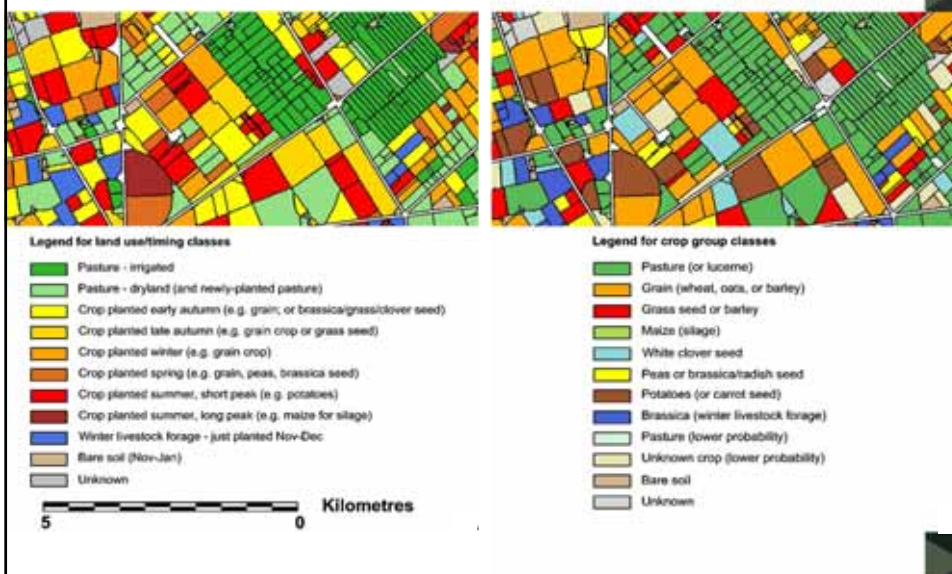 Legend for land use/timing classes
Pasture - irrigated
Pasture - dryland (and newly-planted pasture)
Crop planted early autumn (e.g. grain; or brassica/grass/clover seed)
Crop planted late autumn (e.g. grain crop or grass seed)
Crop planted winter (e.g. grain crop)
Crop planted spring (e.g. grain, peas, brassica seed)
Crop planted summer, short peak (e.g. potatoes)
Crop planted summer, long peak (e.g. maize for silage)
Winter livestock forage - just planted Nov-Dec
Bare soil (Nov-Jan)
Unknown
Kilometres
5 0
Legend for crop group classes
Pasture (or lucerne)
Grain (wheat, oats, or barley)
Grass seed or barley
Maize (silage)
White clover seed
Peas or brassica/radish seed
Potatoes (or carrot seed)
Brassica (winter livestock forage)
Pasture (lower probability)
Unknown crop (lower probability)
Bare soil
Unknown